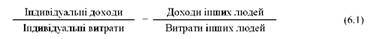 Індивідуальні доходи = Доходи інших людей (6.1)
Індивідуальні витрати Витрати інших людей